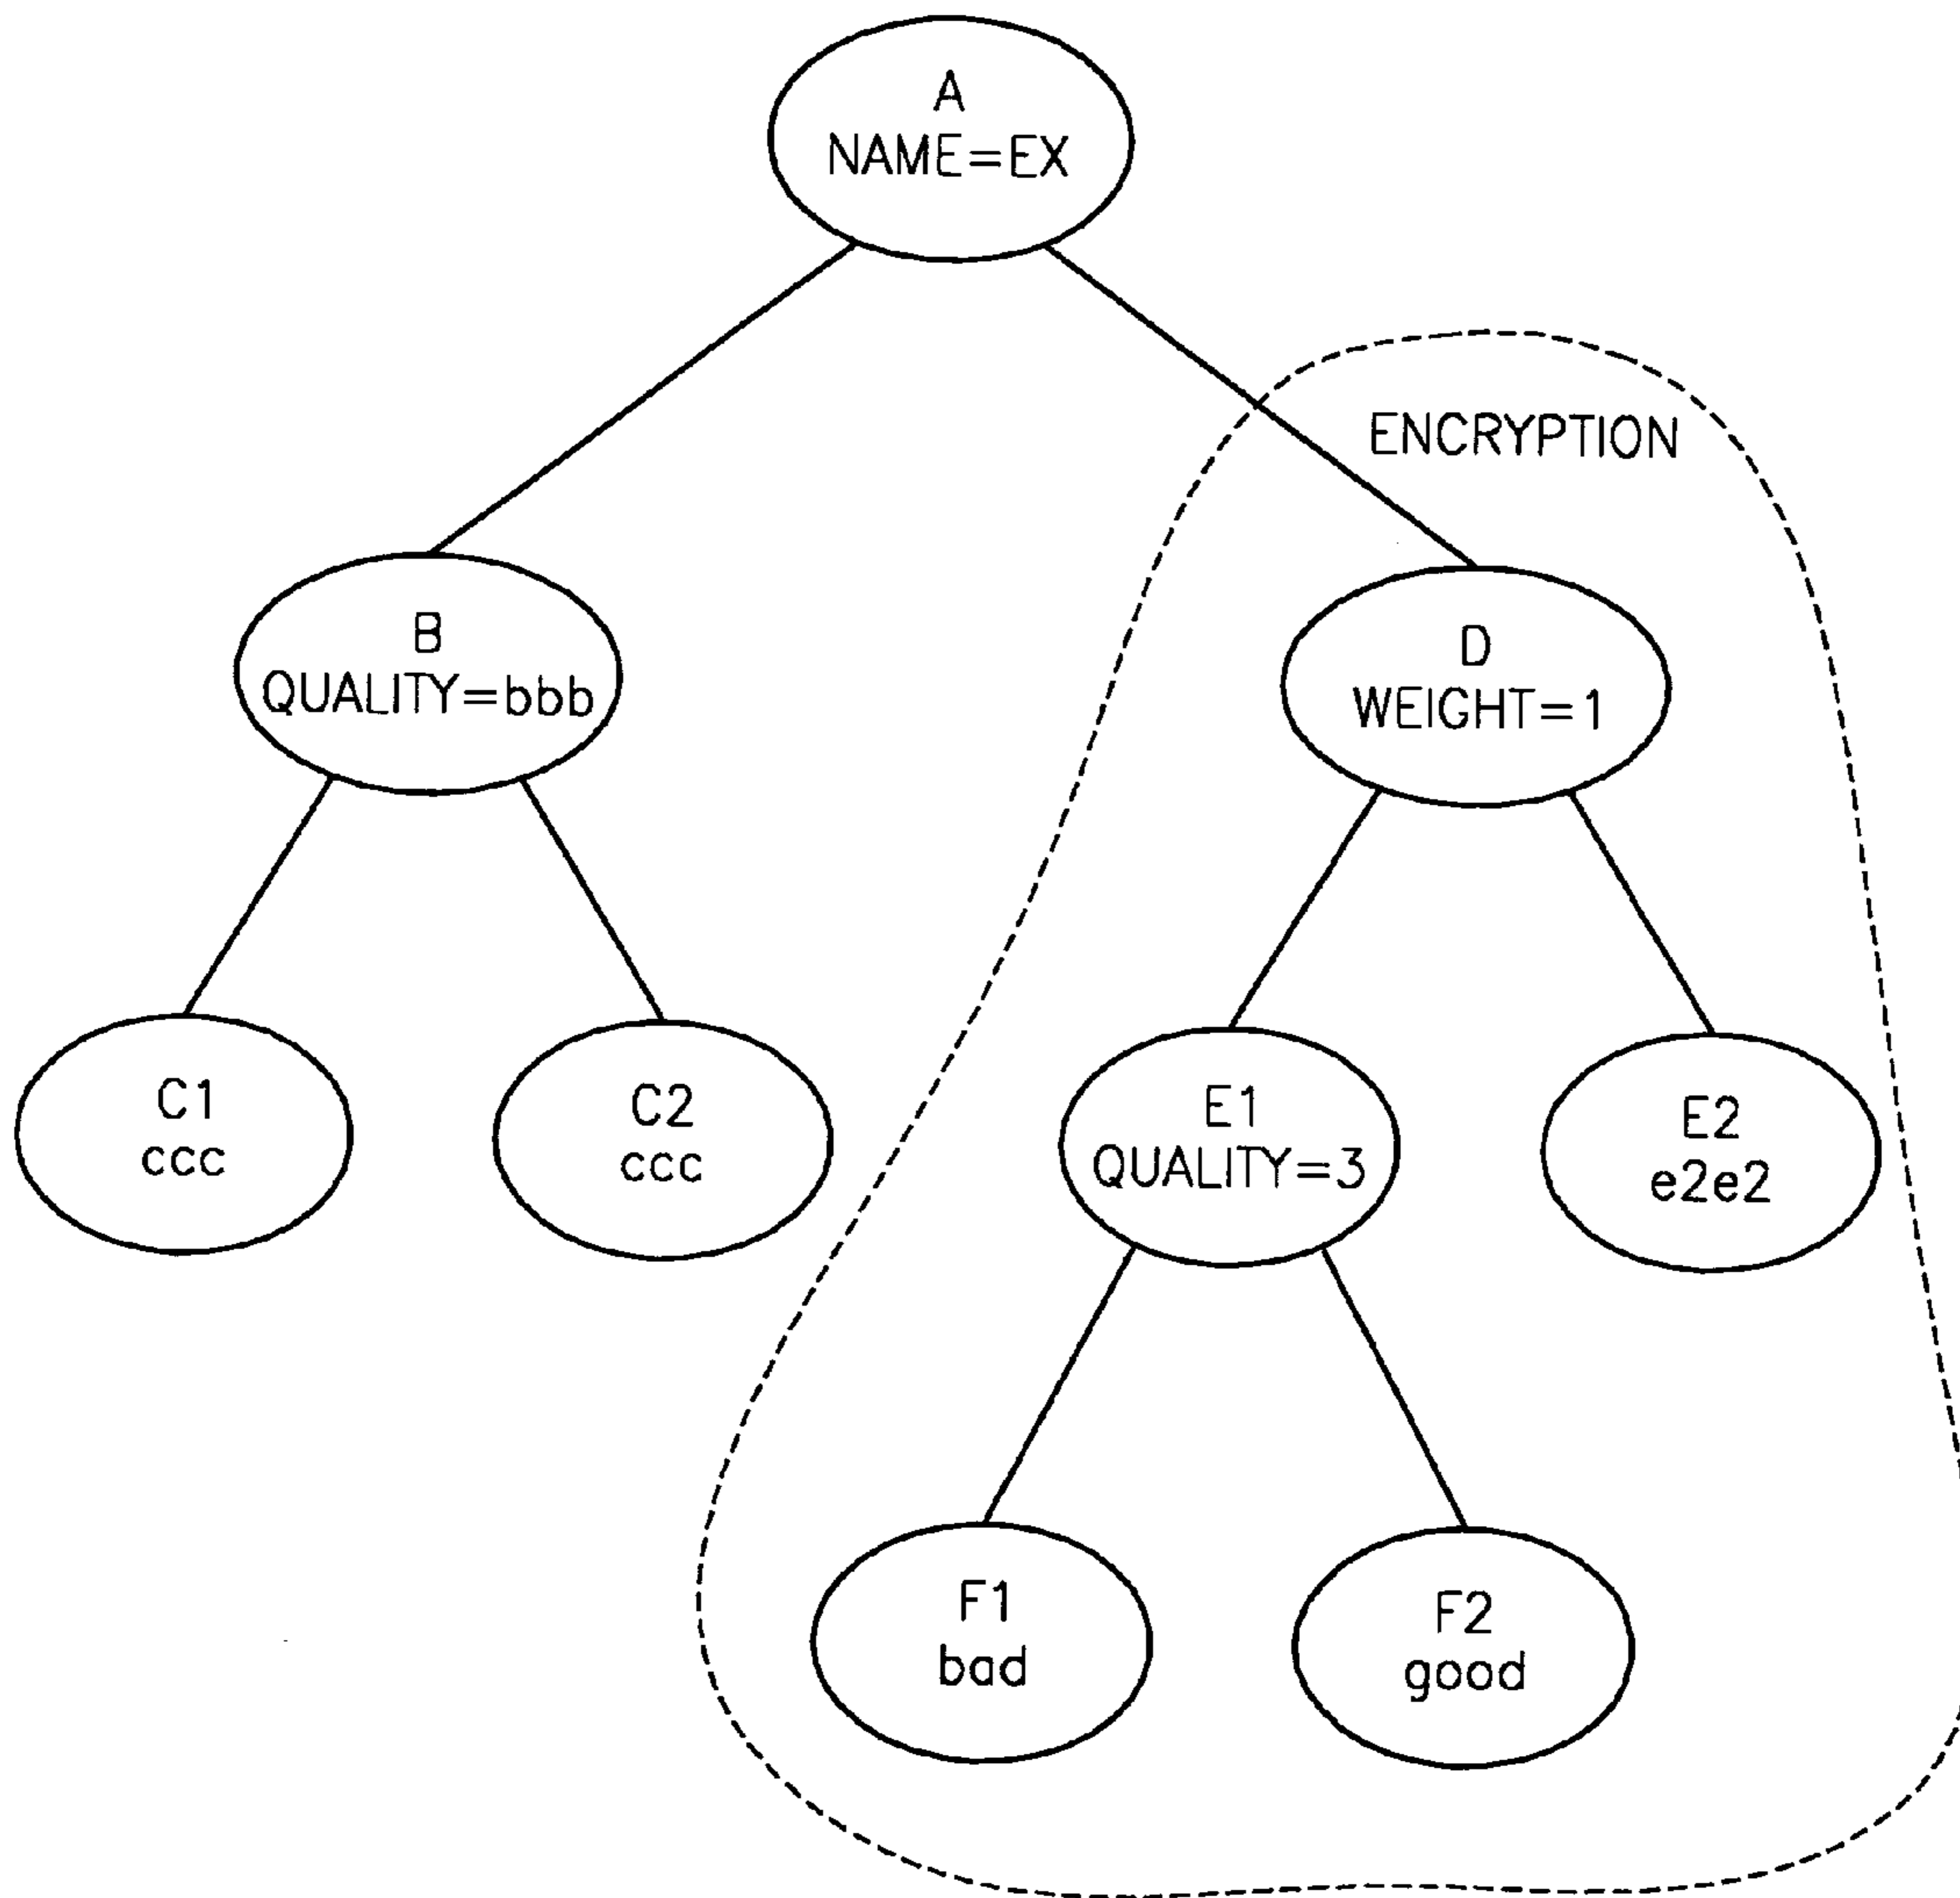 A
NAME=EX
ENCRYPTION
B
QUALITY=bbb
D
WEIGHT=1
C1
ccc
C2
ccc
E1
QUALITY=3
E2
e2e2
F1
bad
F2
good